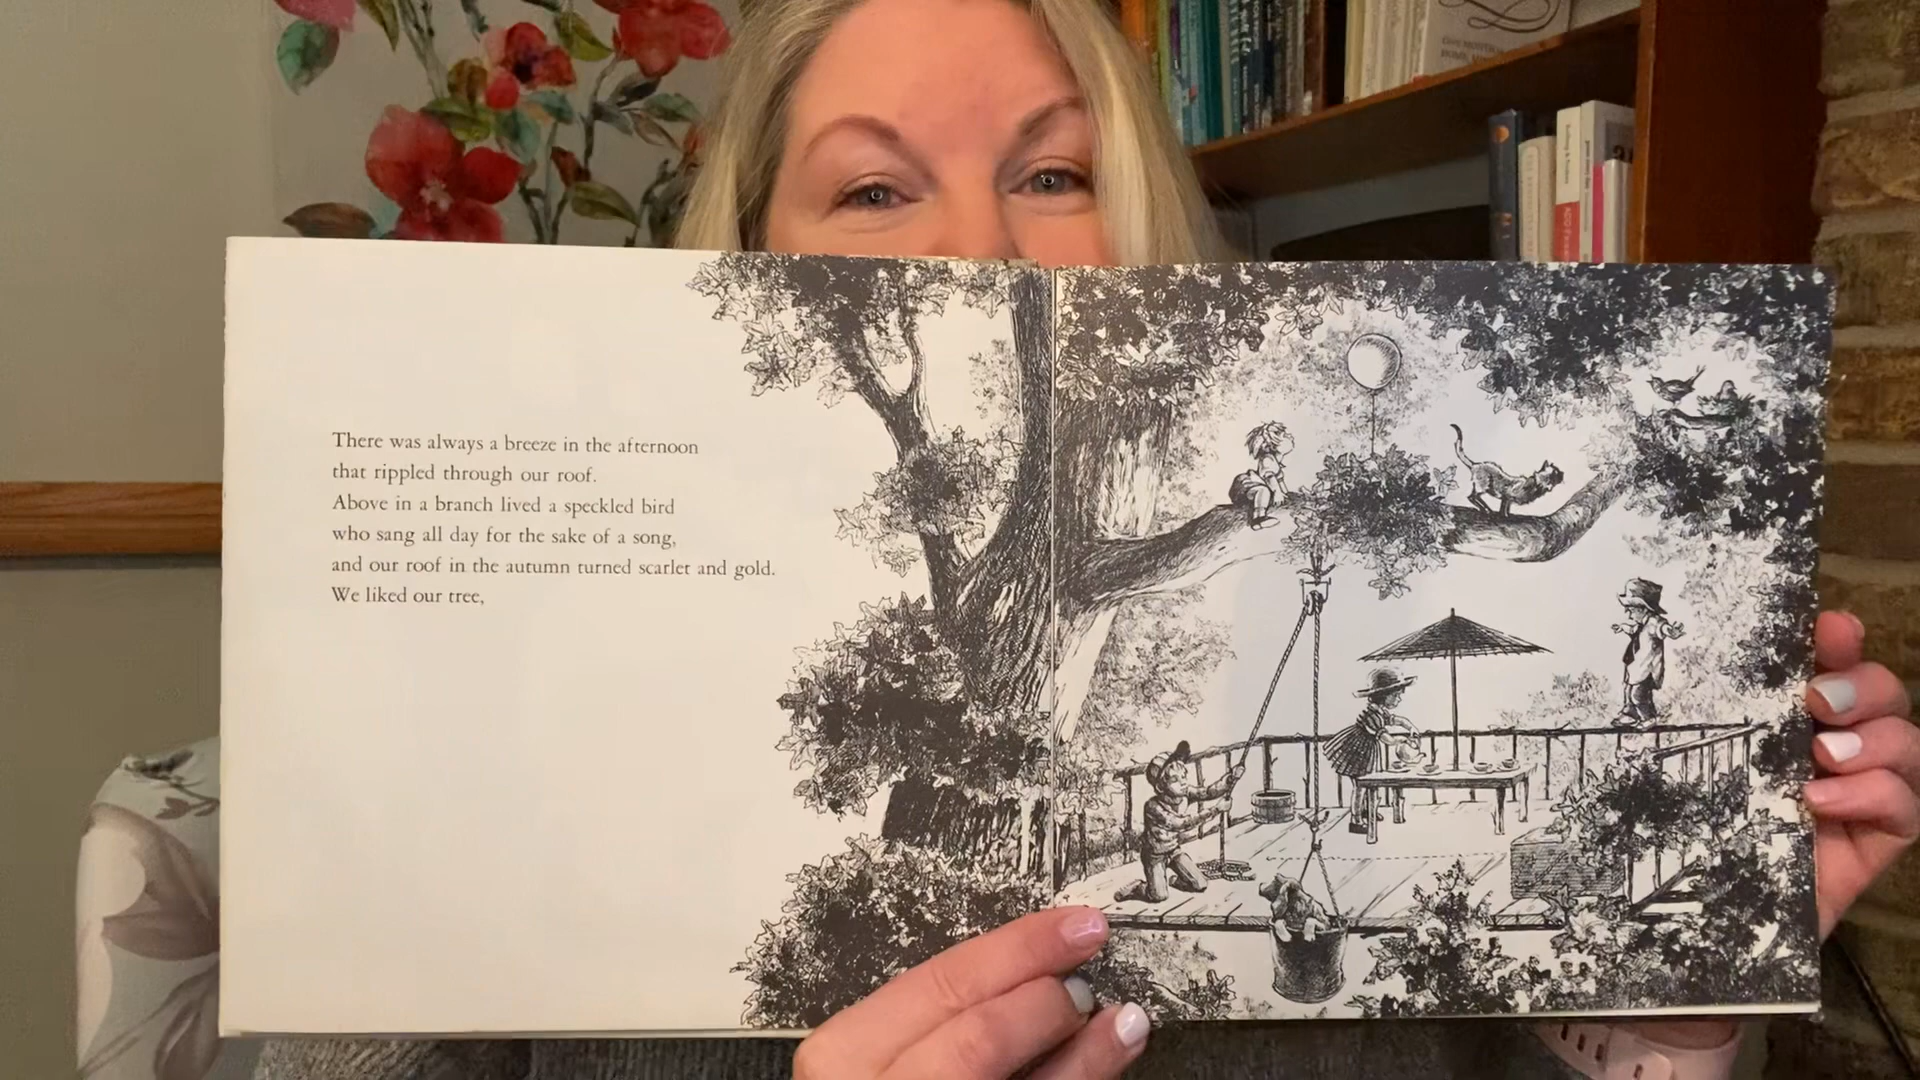 There was always a breeze in the afternoon
that rippled through our roof.
Above in a branch lived a speckled bird
who sang all day for the sake of a song,
and our roof in the autumn turned scarlet and gold.
We liked our tree,